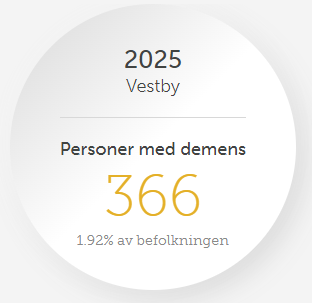 2025
Vestby
Personer med demens
366
1.92% av befolkningen